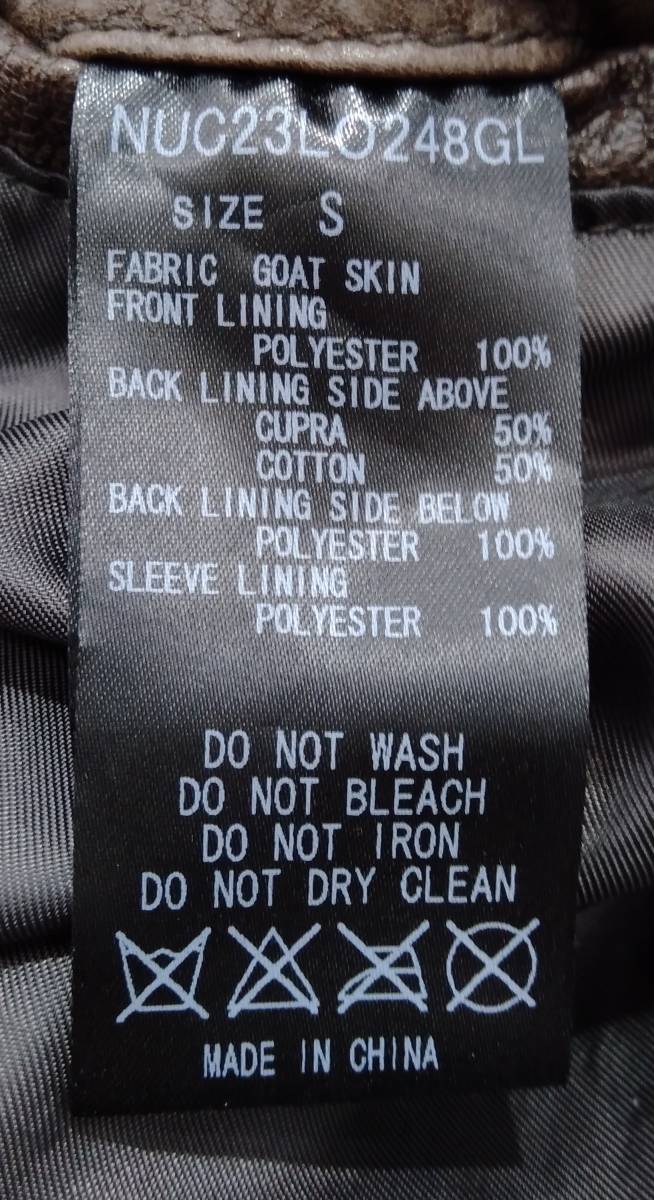 NUC23LO248GL
SIZE S
FABRIC GOAT SKIN
FRONT LINING
POLYESTER 100%
BACK LINING SIDE ABOVE
CUPRA 50%
COTTON 50%
BACK LINING SIDE BELOW
POLYESTER 100%
SLEEVE LINING
POLYESTER 100%
DO NOT WASH
DO NOT BLEACH
DO NOT IRON
DO NOT DRY CLEAN
MADE IN CHINA